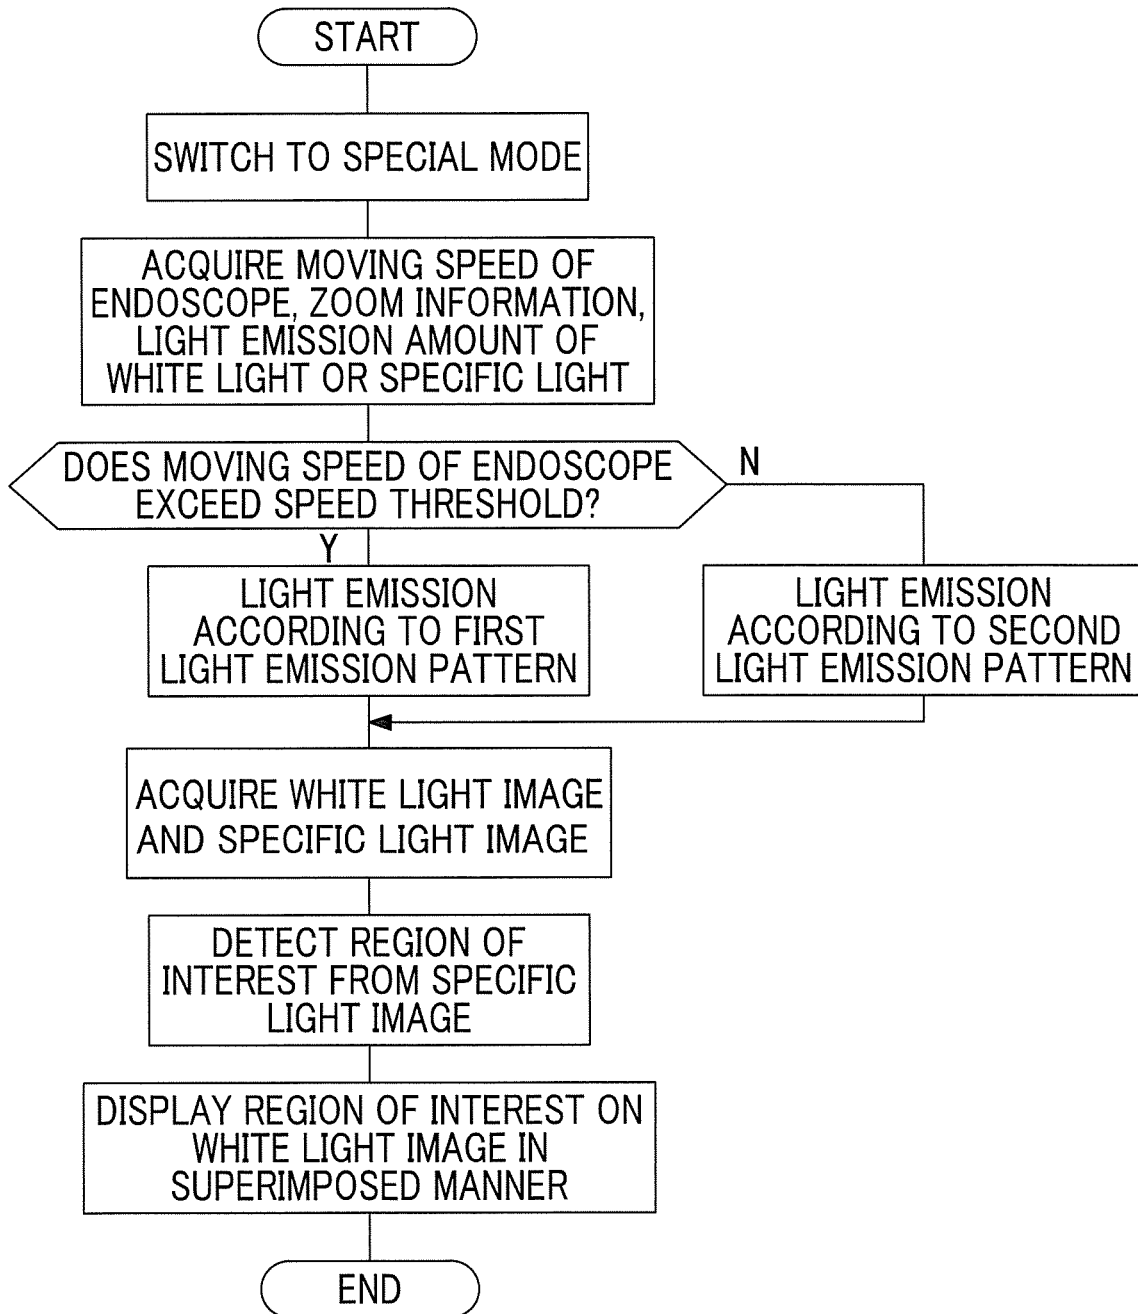 START
SWITCH TO SPECIAL MODE
ACQUIRE MOVING SPEED OF
ENDOSCOPE, ZOOM INFORMATION,
LIGHT EMISSION AMOUNT OF
WHITE LIGHT OR SPECIFIC LIGHT
DOES MOVING SPEED OF ENDOSCOPE
EXCEED SPEED THRESHOLD?
N
Y
LIGHT EMISSION
ACCORDING TO FIRST
LIGHT EMISSION PATTERN
LIGHT EMISSION
ACCORDING TO SECOND
LIGHT EMISSION PATTERN
ACQUIRE WHITE LIGHT IMAGE
AND SPECIFIC LIGHT IMAGE
DETECT REGION OF
INTEREST FROM SPECIFIC
LIGHT IMAGE
DISPLAY REGION OF INTEREST ON
WHITE LIGHT IMAGE IN
SUPERIMPOSED MANNER
END